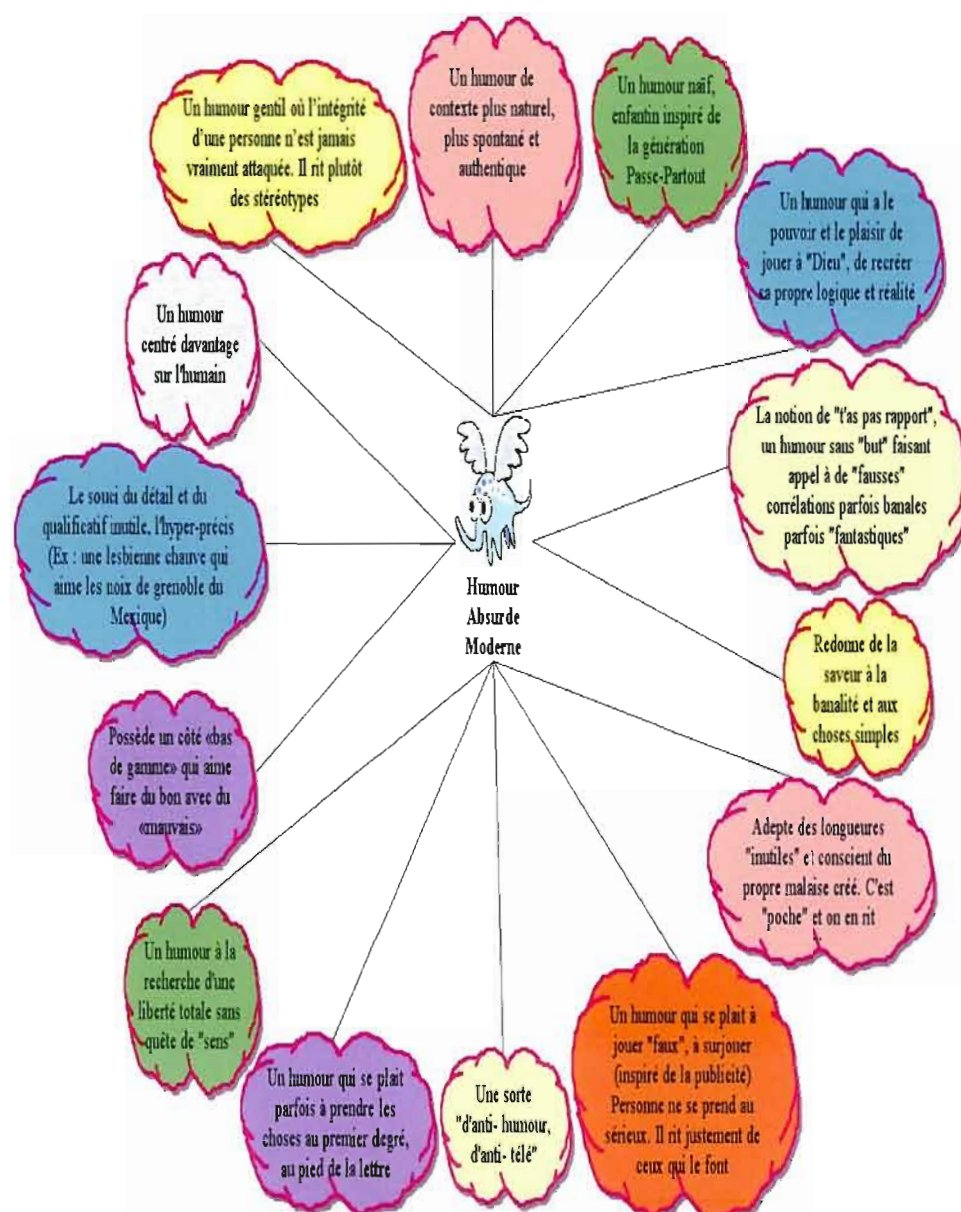 Un humour gentil où l'intégrité
d'une personne n'est jamais
vraiment attaquée. Il rit plutôt
des stéréotypes
Un humour de
contexte plus naturel,
plus spontané et
authentique
Un humour naïf,
enfantin inspiré de
la génération
Passe-Partout
Un humour qui a le
pouvoir et le plaisir de
jouer à "Dieu", de recréer
sa propre logique et réalité
Un humour
centré davantage
sur l'humain
La notion de "t'as pas rapport",
un humour sans "but" faisant
appel à de "fausses"
corrélations parfois banales
parfois "fantastiques"
Le souci du détail et du
qualificatif inutile, l'hyper-précis
(Ex : une lesbienne chauve qui
aime les noix de grenoble du
Mexique)
Humour
Absurde
Moderne
Redonne de la
saveur à la
banalité et aux
choses simples
Possède un côté «bas
de gamme» qui aime
faire du bon avec du
«mauvais»
Adepte des longueures
"inutiles" et conscient du
propre malaise créé. C'est
"poche" et on en rit
Un humour à la
recherche d'une
liberté totale sans
quête de "sens"
Un humour qui se plait
parfois à prendre les
choses au premier degré,
au pied de la lettre
Une sorte
"d'anti- humour,
d'anti- télé"
Un humour qui se plait à
jouer "faux", à surjouer
(inspiré de la publicité)
Personne ne se prend au
sérieux. Il rit justement de
ceux qui le font